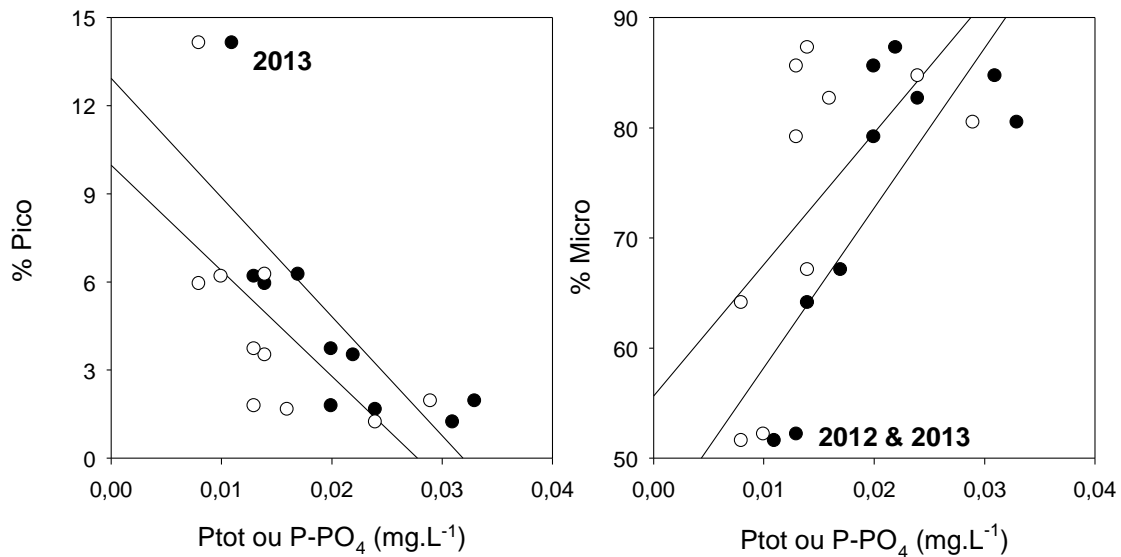 15
12
9
6
3
0
% Pico
2013
0,00 0,01 0,02 0,03 0,04
Ptot ou P-PO₄ (mg.L⁻¹)
90
80
70
60
50
% Micro
2012 & 2013
0,00 0,01 0,02 0,03 0,04
Ptot ou P-PO₄ (mg.L⁻¹)